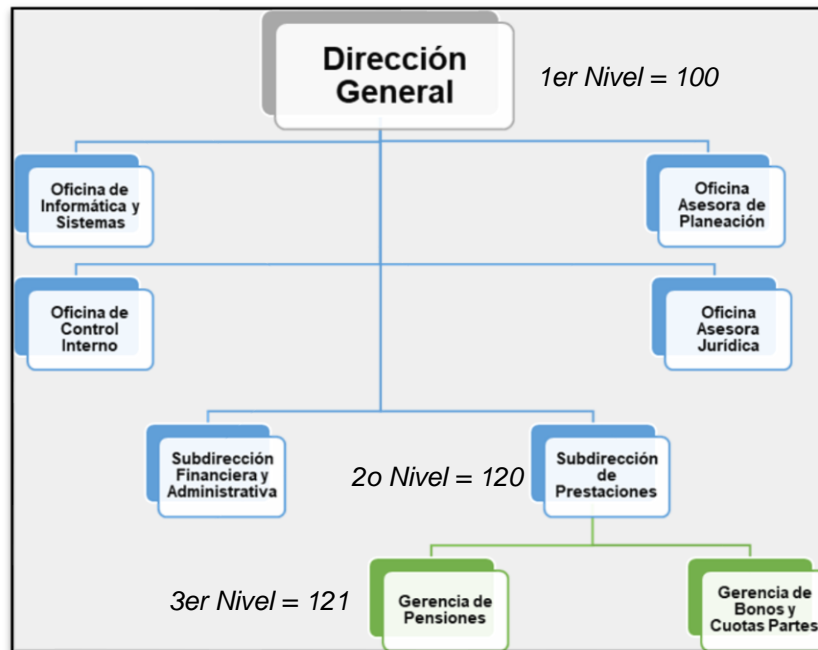 Dirección
General
1er Nivel = 100
Oficina de
Informática y
Sistemas
Oficina
Asesora de
Planeación
Oficina de
Control
Interno
Oficina
Asesora
Jurídica
Subdirección
Financiera y
Administrativa
2o Nivel = 120
Subdirección
de
Prestaciones
3er Nivel = 121
Gerencia de
Pensiones
Gerencia de
Bonos y
Cuotas Partes